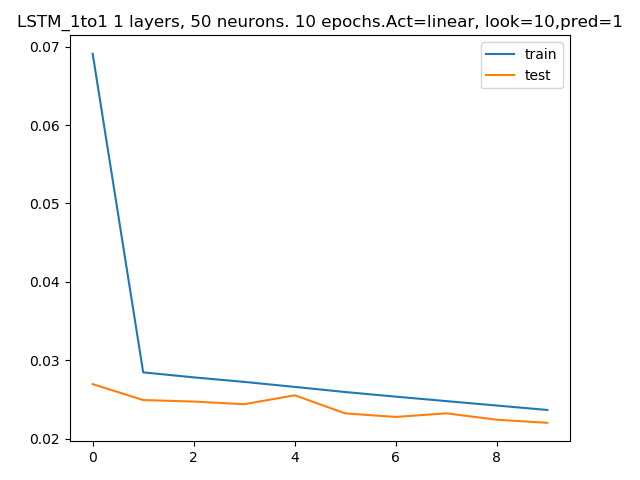 LSTM_1to1 1 layers, 50 neurons. 10 epochs.Act=linear, look=10,pred=1
train
test
0.07
0.06
0.05
0.04
0.03
0.02
0 2 4 6 8